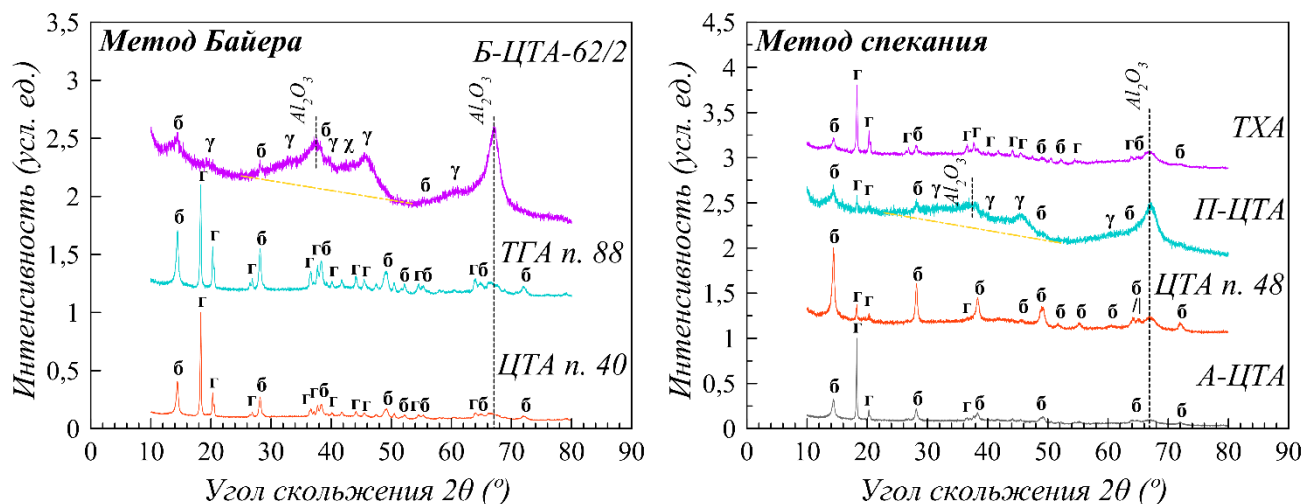 Метод Байера
Б-ЦТА-62/2
Al₂O₃
Al₂O₃
б γ б γ б γ χ γ б γ
ТГА п. 88
б г г г б г г б г г г б б г б г б б
ЦТА п. 40
б г г г б г г б г г г б б г б г б б
Интенсивность (усл. ед.)
3,5
3
2,5
2
1,5
1
0,5
0
0 10 20 30 40 50 60 70 80 90
Угол скольжения 2θ (º)
Метод спекания
Al₂O₃
ТХА
б г г г б г г г г г б б б г г б б
П-ЦТА
Al₂O₃
б г г б γ γ γ б γ б
ЦТА п. 48
б г г б г б б б б б б б б
А-ЦТА
б г г б г б б б б
Интенсивность (усл. ед.)
4,5
4
3,5
3
2,5
2
1,5
1
0,5
0
0 10 20 30 40 50 60 70 80 90
Угол скольжения 2θ (º)